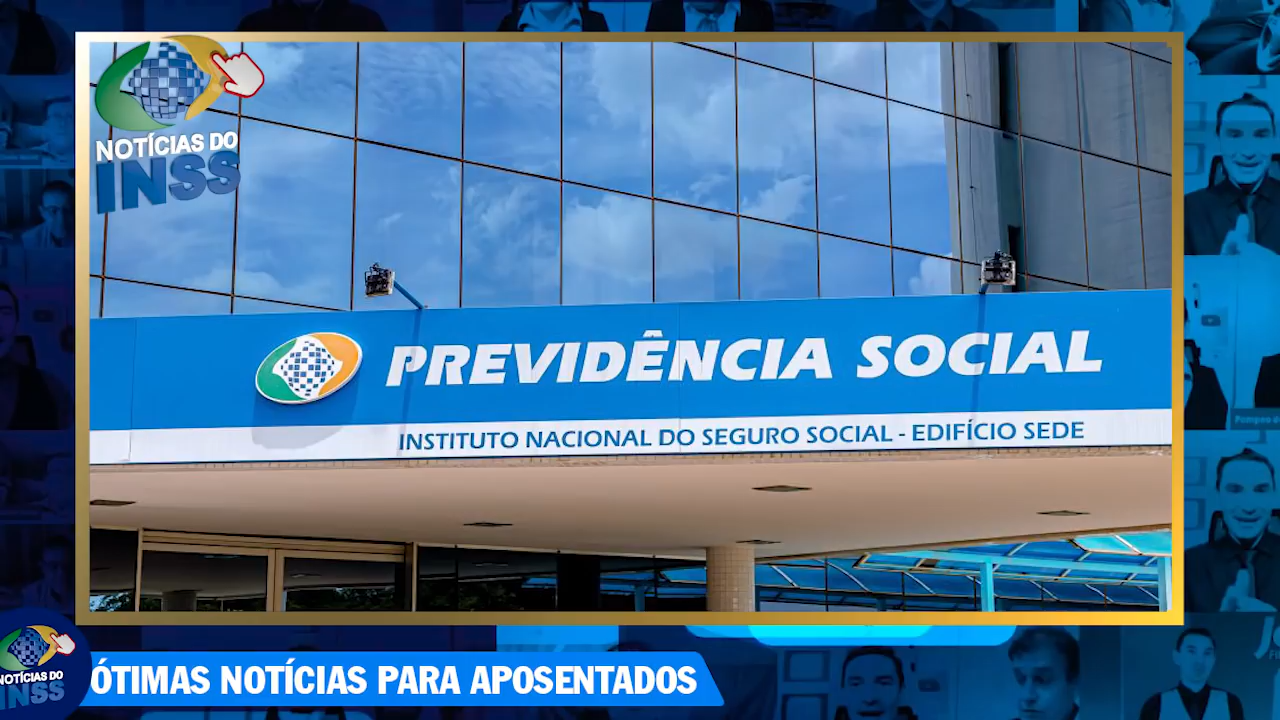 NOTÍCIAS DO
INSS
PREVIDÊNCIA SOCIAL
INSTITUTO NACIONAL DO SEGURO SOCIAL - EDIFÍCIO SEDE
NOTÍCIAS DO
INSS
ÓTIMAS NOTÍCIAS PARA APOSENTADOS